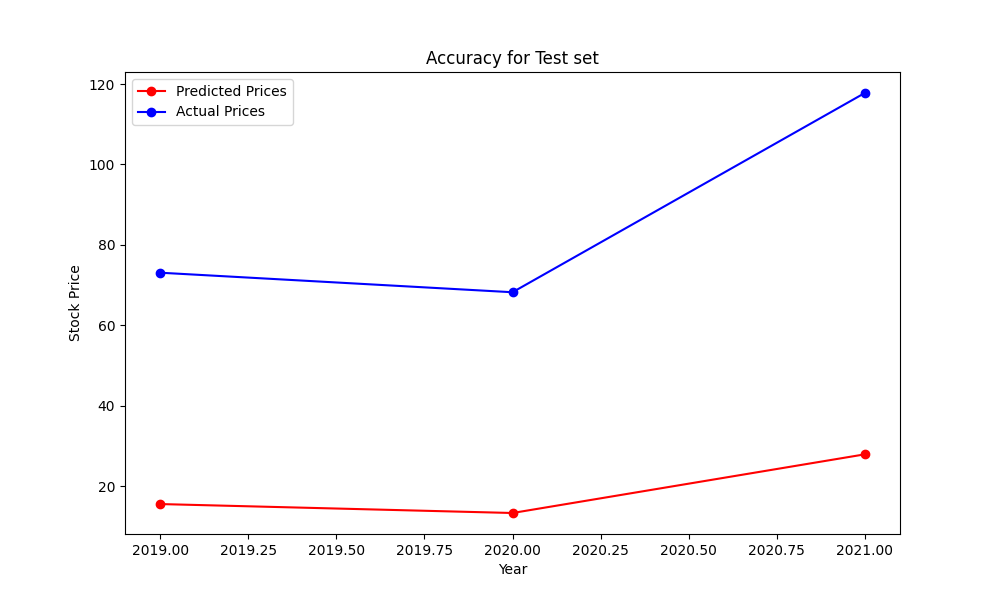 Accuracy for Test set
Predicted Prices
Actual Prices
120
100
80
60
40
20
Stock Price
2019.00 2019.25 2019.50 2019.75 2020.00 2020.25 2020.50 2020.75 2021.00
Year